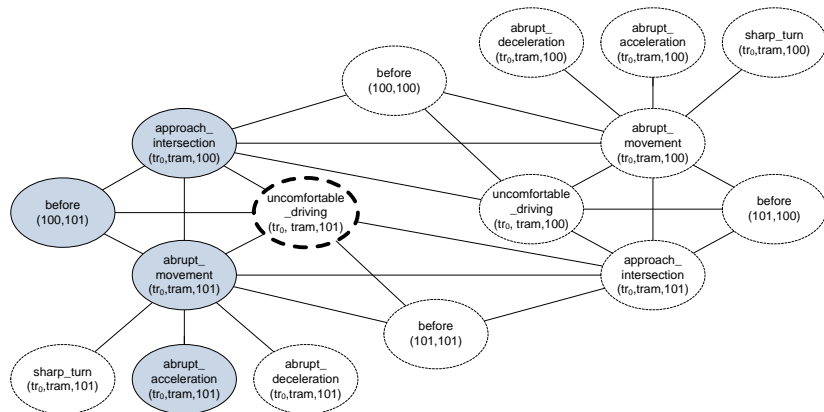 abrupt_
deceleration
(tr₀,tram,100)
abrupt_
acceleration
(tr₀,tram,100)
sharp_turn
(tr₀,tram,100)
before
(100,100)
approach_
intersection
(tr₀,tram,100)
abrupt_
movement
(tr₀,tram,100)
before
(100,101)
uncomfortable
_driving
(tr₀, tram,101)
uncomfortable
_driving
(tr₀, tram,100)
before
(101,100)
abrupt_
movement
(tr₀,tram,101)
approach_
intersection
(tr₀,tram,101)
before
(101,101)
sharp_turn
(tr₀,tram,101)
abrupt_
acceleration
(tr₀,tram,101)
abrupt_
deceleration
(tr₀,tram,101)